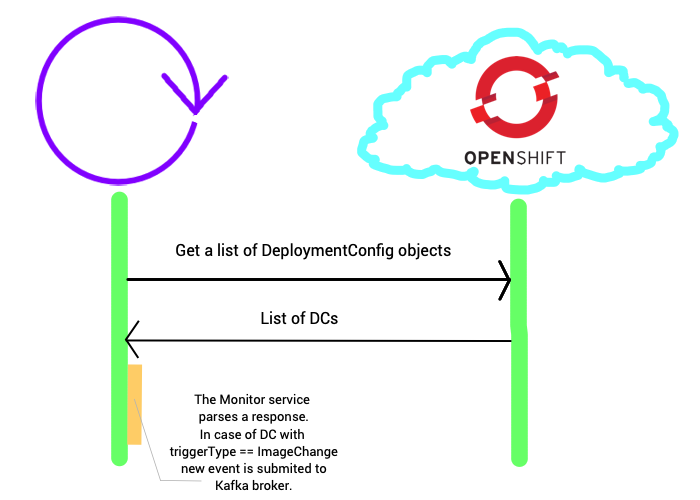 OPENSHIFT
Get a list of DeploymentConfig objects
List of DCs
The Monitor service
parses a response.
In case of DC with
triggerType == ImageChange
new event is submited to
Kafka broker.